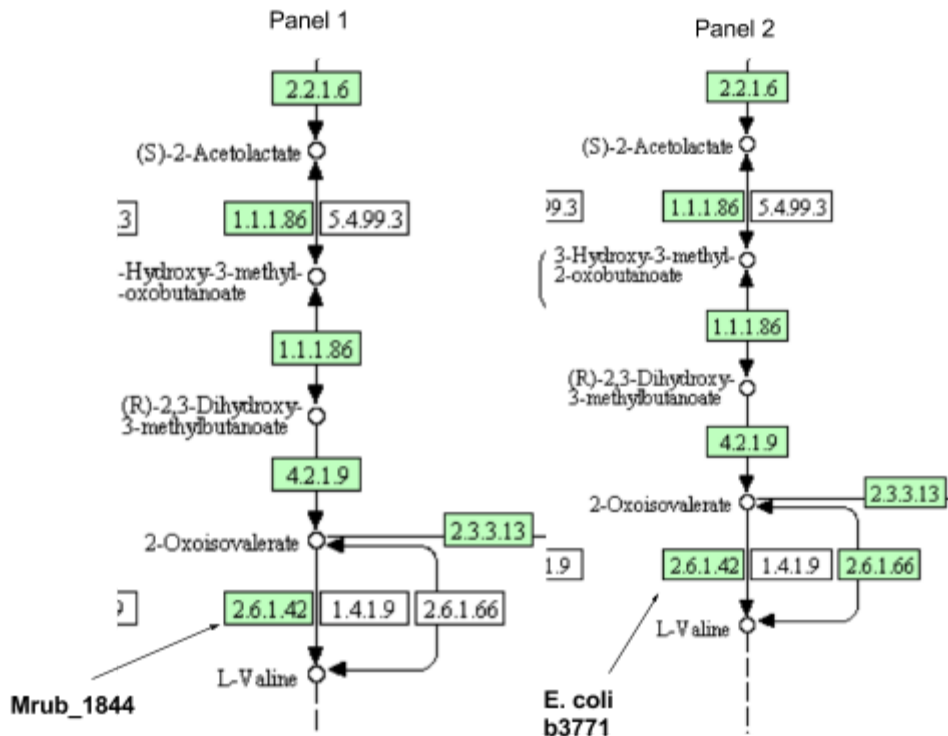 Panel 1
2.2.1.6
(S)-2-Acetolactate
.3
1.1.1.86
5.4.99.3
-Hydroxy-3-methyl-
-oxobutanoate
1.1.1.86
(R)-2,3-Dihydroxy-
3-methylbutanoate
4.2.1.9
2-Oxoisovalerate
2.3.3.13
9
2.6.1.42
1.4.1.9
2.6.1.66
L-Valine
Mrub_1844
Panel 2
2.2.1.6
(S)-2-Acetolactate
99.3
1.1.1.86
5.4.99.3
3-Hydroxy-3-methyl-
2-oxobutanoate
1.1.1.86
(R)-2,3-Dihydroxy-
3-methylbutanoate
4.2.1.9
2-Oxoisovalerate
2.3.3.13
1.9
2.6.1.42
1.4.1.9
2.6.1.66
L-Valine
E. coli
b3771